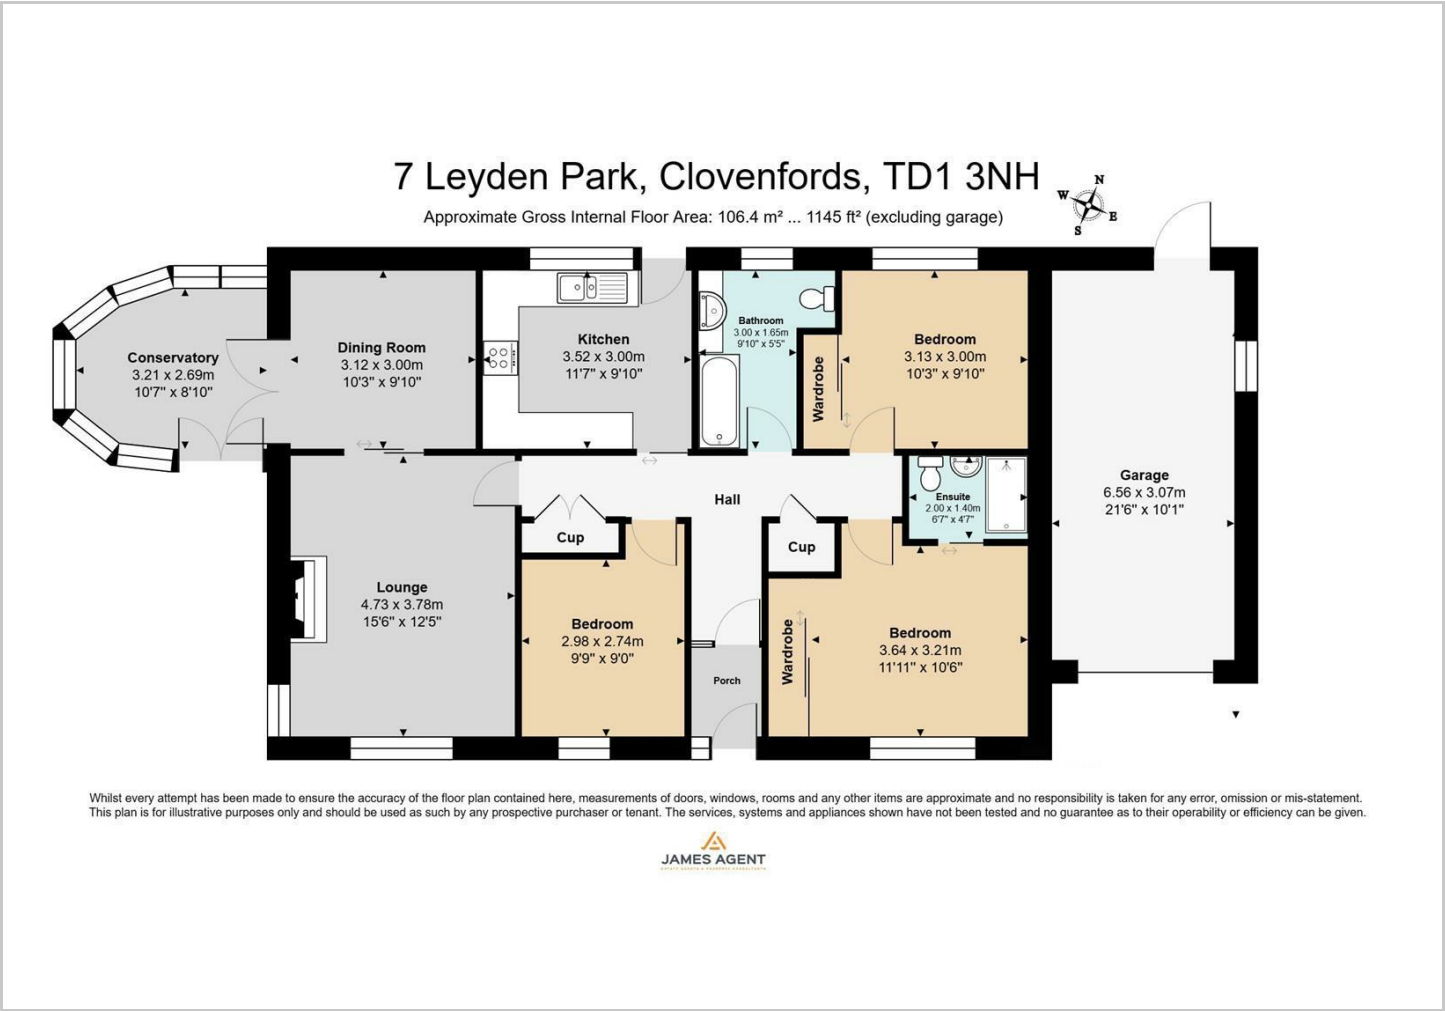 7 Leyden Park, Clovenfords, TD1 3NH
Approximate Gross Internal Floor Area: 106.4 m² ... 1145 ft² (excluding garage)
N
W
E
S
Conservatory
3.21 x 2.69m
10'7" x 8'10"
Dining Room
3.12 x 3.00m
10'3" x 9'10"
Kitchen
3.52 x 3.00m
11'7" x 9'10"
Bathroom
3.00 x 1.65m
9'10" x 5'5"
Wardrobe
Bedroom
3.13 x 3.00m
10'3" x 9'10"
Garage
6.56 x 3.07m
21'6" x 10'1"
Hall
Ensuite
2.00 x 1.40m
6'7" x 4'7"
Cup
Cup
Lounge
4.73 x 3.78m
15'6" x 12'5"
Bedroom
2.98 x 2.74m
9'9" x 9'0"
Porch
Wardrobe
Bedroom
3.64 x 3.21m
11'11" x 10'6"
Whilst every attempt has been made to ensure the accuracy of the floor plan contained here, measurements of doors, windows, rooms and any other items are approximate and no responsibility is taken for any error, omission or mis-statement.
This plan is for illustrative purposes only and should be used as such by any prospective purchaser or tenant. The services, systems and appliances shown have not been tested and no guarantee as to their operability or efficiency can be given.
JAMES AGENT
ESTATE AGENTS & PROPERTY CONSULTANTS